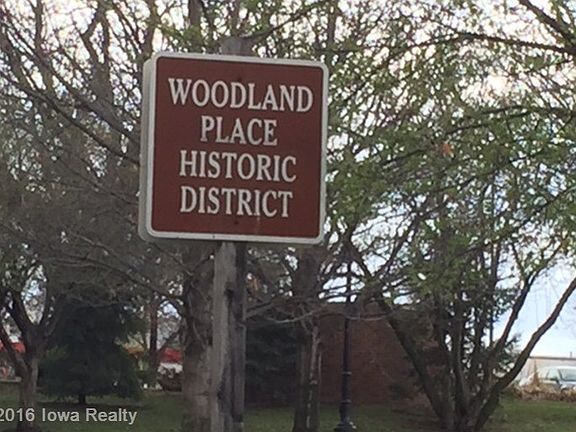 WOODLAND
PLACE
HISTORIC
DISTRICT
2016 Iowa Realty